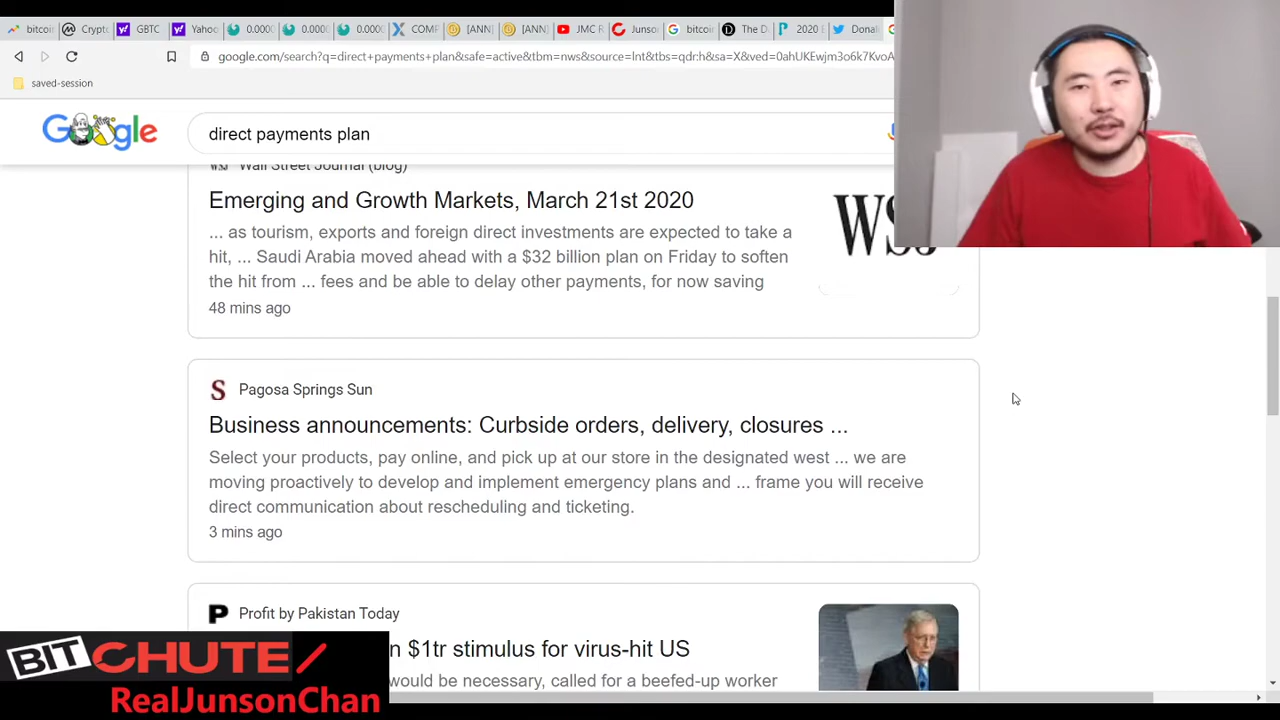 bitcoin
Crypto
GBTC
Yahoo
0.0000
0.000
0.000
COMP
[ANN]
[ANN]
JMC R
Junson
bitcoi
The D
2020 (
Donal
google.com/search?q=direct+payments+plan&safe=active&tbm=nws&source=lnt&tbs=qdr:h&sa=X&ved=0ahUKEwjm3o6k7KvoA
saved-session
Google
direct payments plan
Wall Street Journal (blog)
Emerging and Growth Markets, March 21st 2020
... as tourism, exports and foreign direct investments are expected to take a
hit, ... Saudi Arabia moved ahead with a $32 billion plan on Friday to soften
the hit from ... fees and be able to delay other payments, for now saving
48 mins ago
WSJ
Pagosa Springs Sun
Business announcements: Curbside orders, delivery, closures ...
Select your products, pay online, and pick up at our store in the designated west ... we are
moving proactively to develop and implement emergency plans and ... frame you will receive
direct communication about rescheduling and ticketing.
3 mins ago
Profit by Pakistan Today
n $1tr stimulus for virus-hit US
would be necessary, called for a beefed-up worker
BITCHUTE/
RealJunsonChan